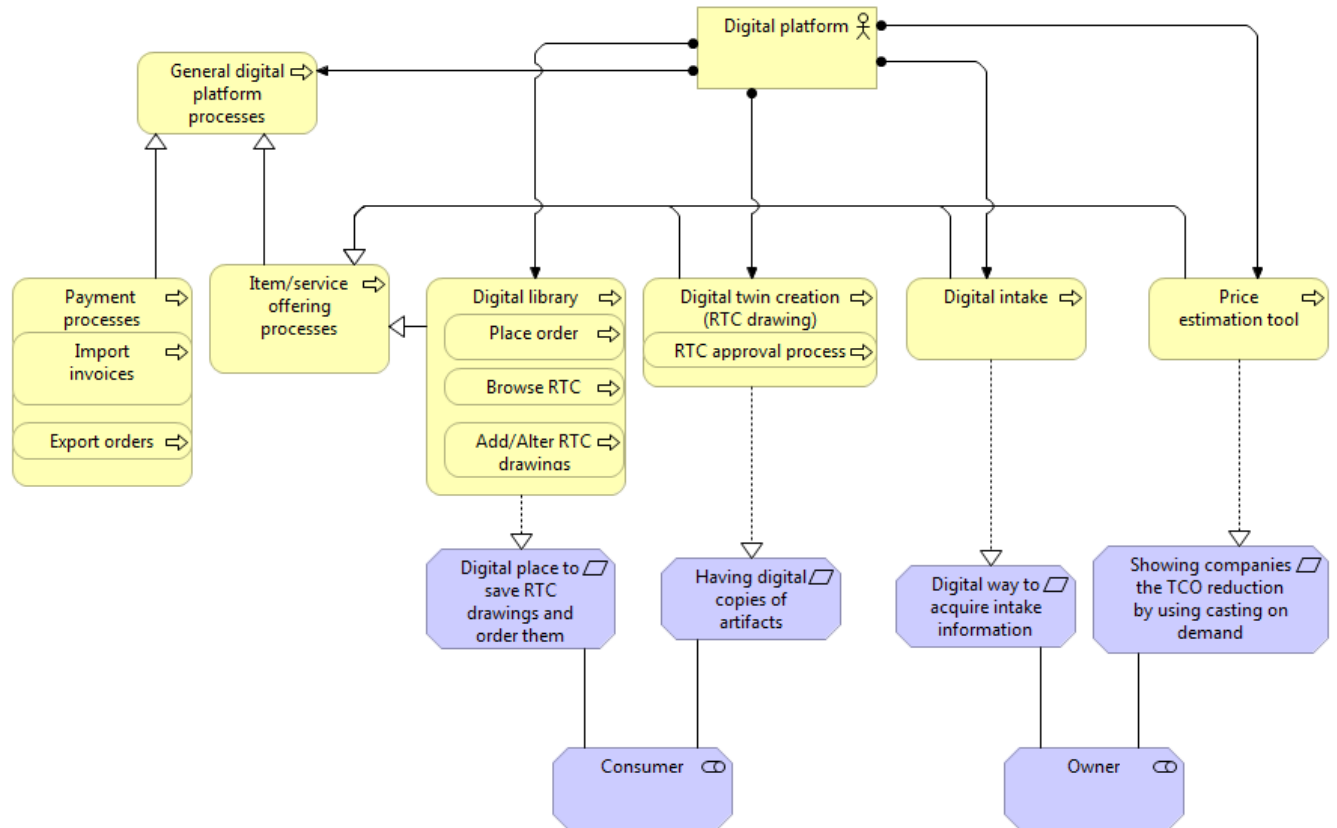 Digital platform
General digital
platform
processes
Payment
processes
Import
invoices
Export orders
Item/service
offering
processes
Digital library
Place order
Browse RTC
Add/Alter RTC
drawings
Digital twin creation
(RTC drawing)
RTC approval process
Digital intake
Price
estimation tool
Digital place to
save RTC
drawings and
order them
Having digital
copies of
artifacts
Digital way to
acquire intake
information
Showing companies
the TCO reduction
by using casting on
demand
Consumer
Owner